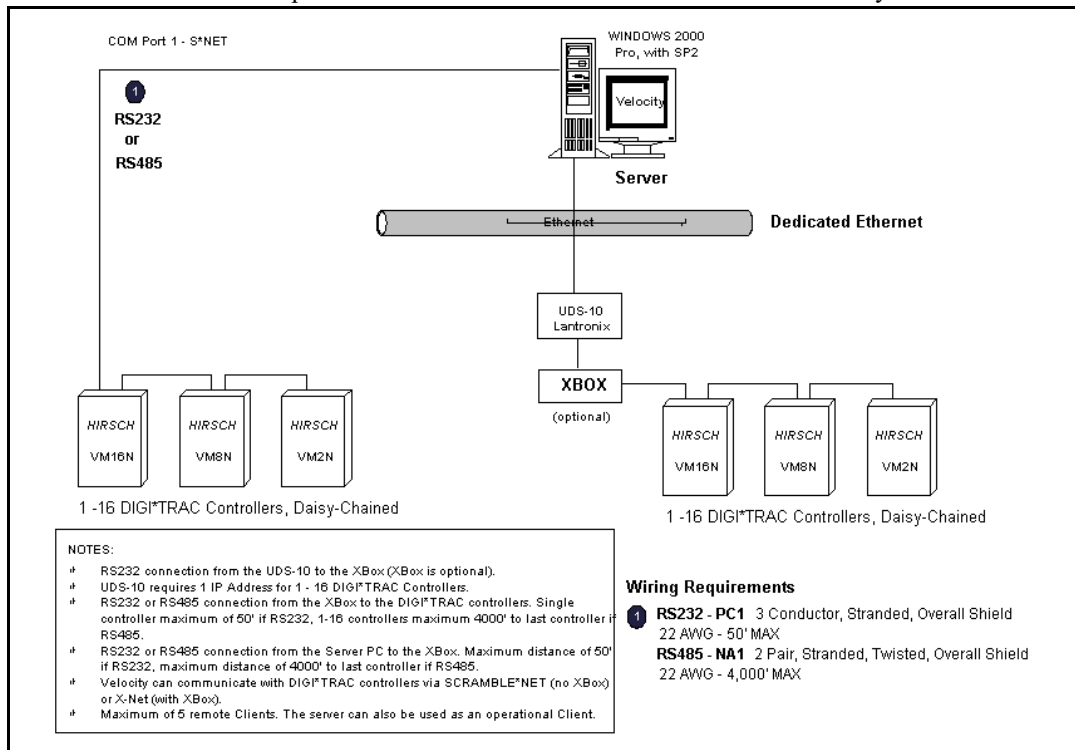 COM Port 1 - S*NET
WINDOWS 2000
Pro, with SP2
1
RS232
or
RS485
Velocity
Server
Ethernet
Dedicated Ethernet
UDS-10
Lantronix
XBOX
(optional)
HIRSCH
VM16N
HIRSCH
VM8N
HIRSCH
VM2N
1 -16 DIGI*TRAC Controllers, Daisy-Chained
HIRSCH
VM16N
HIRSCH
VM8N
HIRSCH
VM2N
1 -16 DIGI*TRAC Controllers, Daisy-Chained
NOTES:
RS232 connection from the UDS-10 to the XBox (XBox is optional).
UDS-10 requires 1 IP Address for 1 - 16 DIGI*TRAC Controllers.
RS232 or RS485 connection from the XBox to the DIGI*TRAC controllers. Single
controller maximum of 50' if RS232, 1-16 controllers maximum 4000' to last controller if
RS485.
RS232 or RS485 connection from the Server PC to the XBox. Maximum distance of 50'
if RS232, maximum distance of 4000' to last controller if RS485.
Velocity can communicate with DIGI*TRAC controllers via SCRAMBLE*NET (no XBox)
or X-Net (with XBox).
Maximum of 5 remote Clients. The server can also be used as an operational Client.
Wiring Requirements
1 RS232 - PC1 3 Conductor, Stranded, Overall Shield
22 AWG - 50' MAX
RS485 - NA1 2 Pair, Stranded, Twisted, Overall Shield
22 AWG - 4,000' MAX